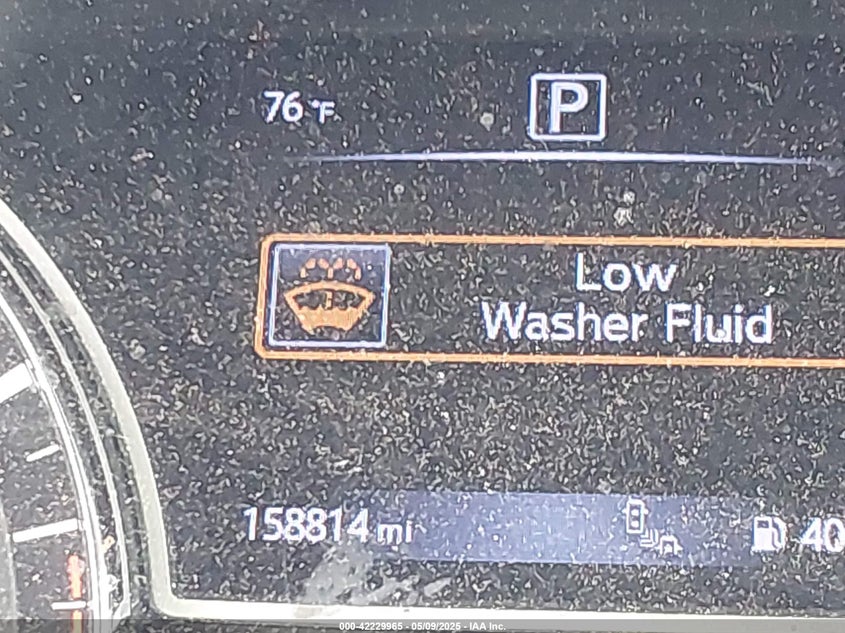 76 °F
P
Low
Washer Fluid
158814 mi
40
000-42229965 - 05/09/2025 - IAA Inc.